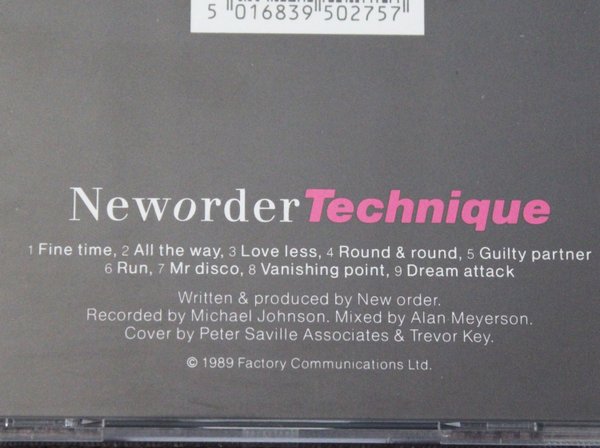 5 016839 502757
Neworder Technique
1 Fine time, 2 All the way, 3 Love less, 4 Round & round, 5 Guilty partner
6 Run, 7 Mr disco, 8 Vanishing point, 9 Dream attack
Written & produced by New order.
Recorded by Michael Johnson. Mixed by Alan Meyerson.
Cover by Peter Saville Associates & Trevor Key.
© 1989 Factory Communications Ltd.